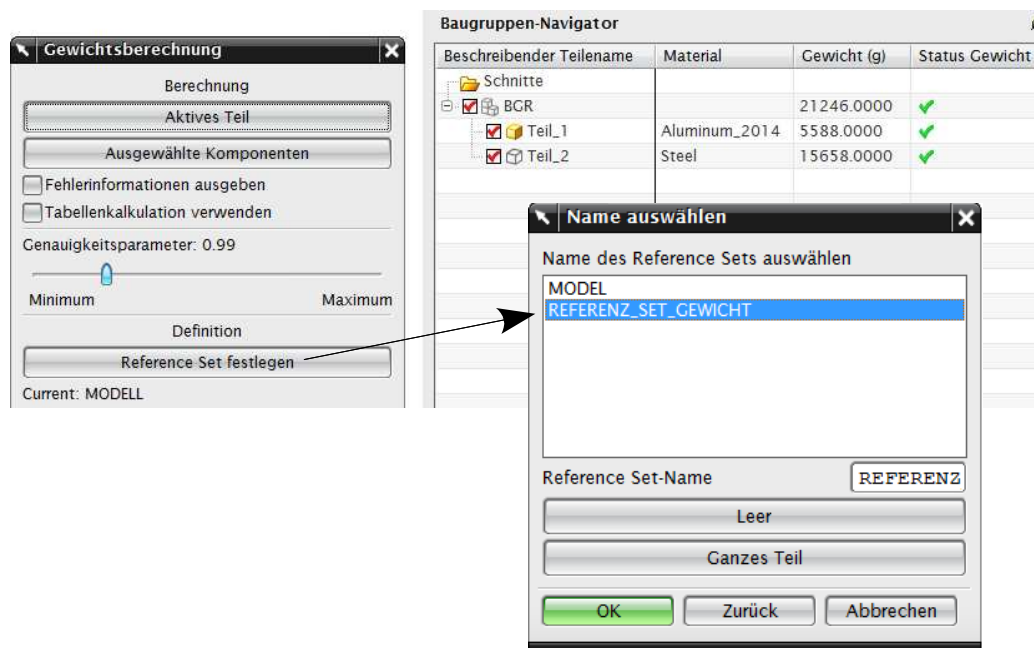 Gewichtsberechnung
Berechnung
Aktives Teil
Ausgewählte Komponenten
Fehlerinformationen ausgeben
Tabellenkalkulation verwenden
Genauigkeitsparameter: 0.99
Minimum Maximum
Definition
Reference Set festlegen
Current: MODELL
Baugruppen-Navigator
Beschreibender Teilename Material Gewicht (g) Status Gewicht
Schnitte
BGR 21246.0000
Teil_1 Aluminum_2014 5588.0000
Teil_2 Steel 15658.0000
Name auswählen
Name des Reference Sets auswählen
MODEL
REFERENZ_SET_GEWICHT
Reference Set-Name REFERENZ
Leer
Ganzes Teil
OK Zurück Abbrechen